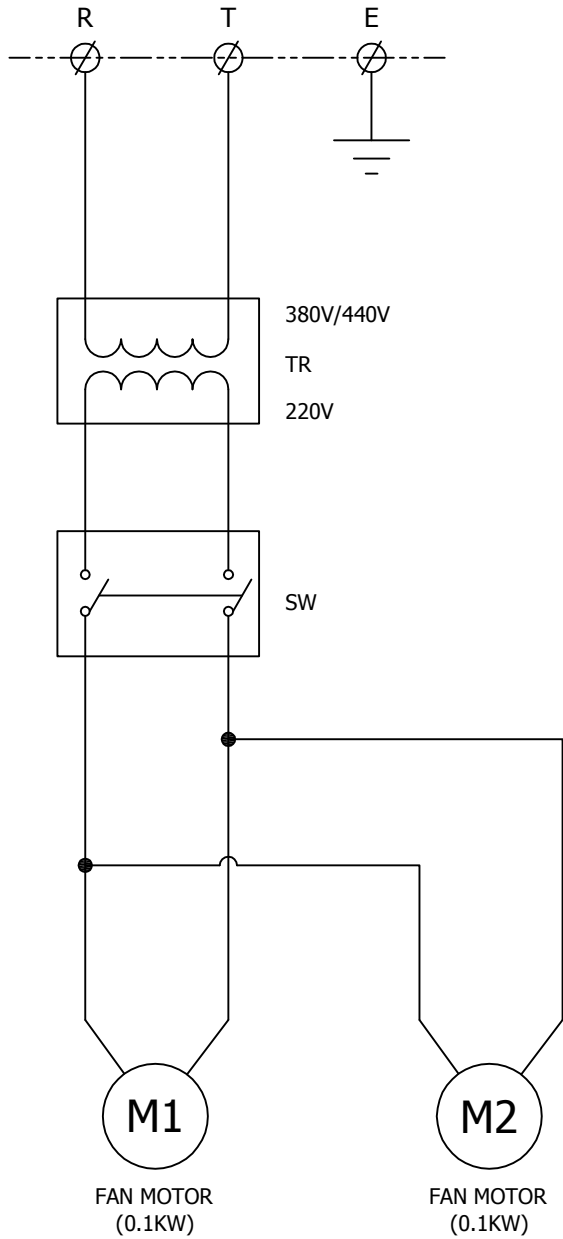 R T E
380V/440V
TR
220V
SW
M1 M2
FAN MOTOR FAN MOTOR
(0.1KW) (0.1KW)